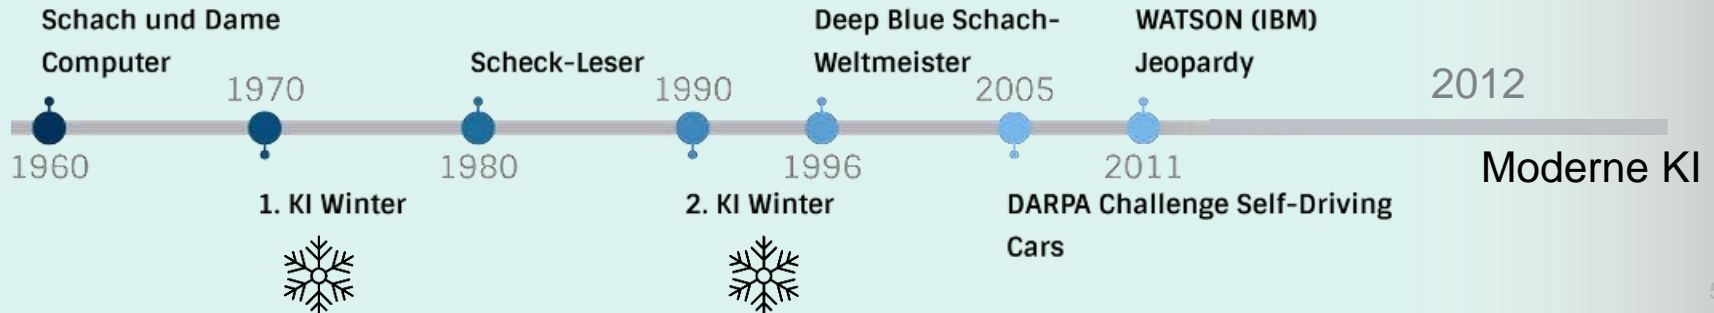 Schach und Dame
Computer
1960
1970
1. KI Winter
Scheck-Leser
1980
1990
2. KI Winter
Deep Blue Schach-
Weltmeister
1996
2005
DARPA Challenge Self-Driving
Cars
WATSON (IBM)
Jeopardy
2011
2012
Moderne KI